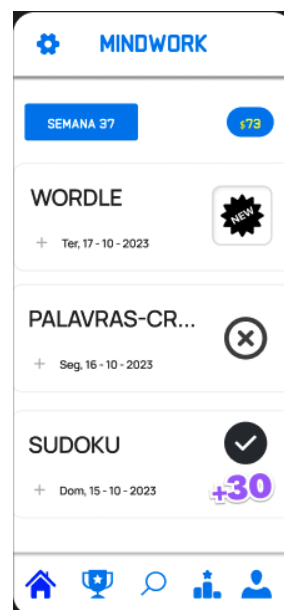 MINDWORK
SEMANA 37
$73
WORDLE
NEW
Ter, 17 - 10 - 2023
PALAVRAS-CR...
Seg, 16 - 10 - 2023
SUDOKU
Dom, 15 - 10 - 2023
+30